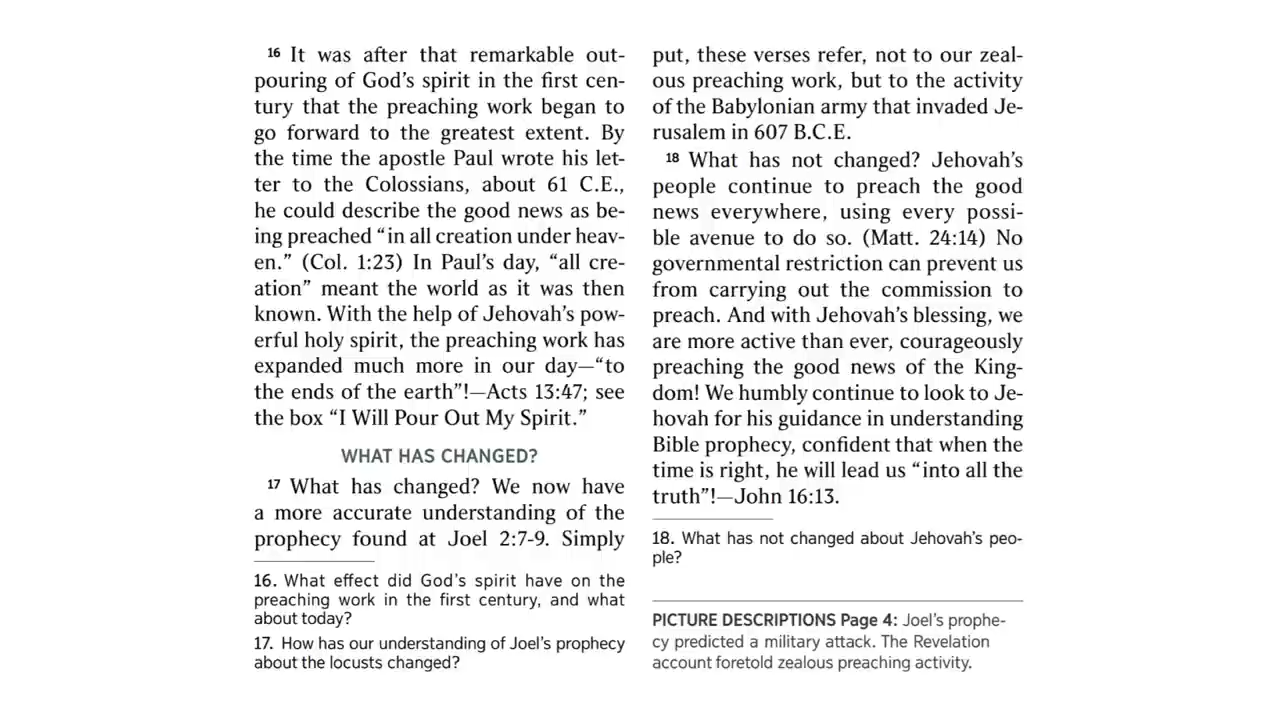 16 It was after that remarkable out-
pouring of God's spirit in the first cen-
tury that the preaching work began to
go forward to the greatest extent. By
the time the apostle Paul wrote his let-
ter to the Colossians, about 61 C.E.,
he could describe the good news as be-
ing preached “in all creation under heav-
en.” (Col. 1:23) In Paul's day, “all cre-
ation” meant the world as it was then
known. With the help of Jehovah's pow-
erful holy spirit, the preaching work has
expanded much more in our day—“to
the ends of the earth”!—Acts 13:47; see
the box “I Will Pour Out My Spirit.”
WHAT HAS CHANGED?
17 What has changed? We now have
a more accurate understanding of the
prophecy found at Joel 2:7-9. Simply
16. What effect did God's spirit have on the
preaching work in the first century, and what
about today?
17. How has our understanding of Joel's prophecy
about the locusts changed?
put, these verses refer, not to our zeal-
ous preaching work, but to the activity
of the Babylonian army that invaded Je-
rusalem in 607 B.C.E.
18 What has not changed? Jehovah's
people continue to preach the good
news everywhere, using every possi-
ble avenue to do so. (Matt. 24:14) No
governmental restriction can prevent us
from carrying out the commission to
preach. And with Jehovah's blessing, we
are more active than ever, courageously
preaching the good news of the King-
dom! We humbly continue to look to Je-
hovah for his guidance in understanding
Bible prophecy, confident that when the
time is right, he will lead us “into all the
truth”!—John 16:13.
18. What has not changed about Jehovah's peo-
ple?
PICTURE DESCRIPTIONS Page 4: Joel's prophe-
cy predicted a military attack. The Revelation
account foretold zealous preaching activity.